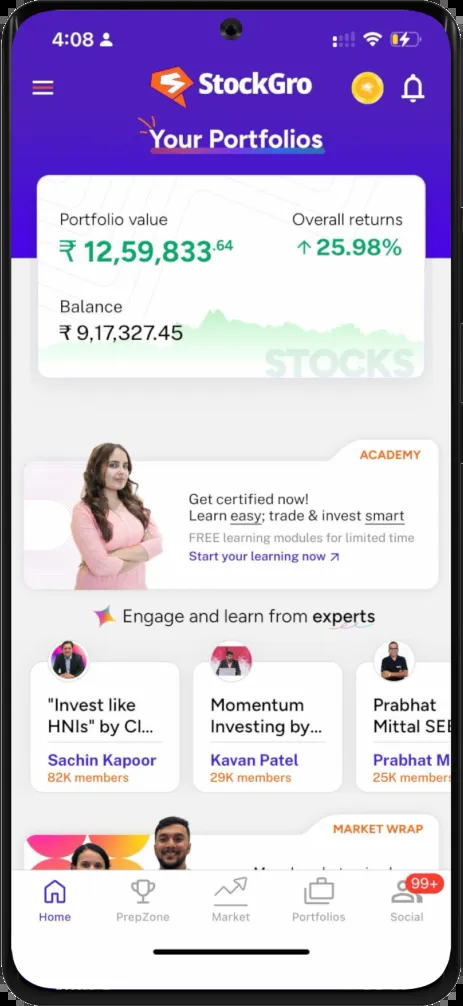 4:08
StockGro
Your Portfolios
Portfolio value
Overall returns
₹ 12,59,833.64
↑ 25.98%
Balance
₹ 9,17,327.45
STOCKS
ACADEMY
Get certified now!
Learn easy; trade & invest smart
FREE learning modules for limited time
Start your learning now ↗
Engage and learn from experts
"Invest like
HNIs" by Cl...
Sachin Kapoor
82K members
Momentum
Investing by...
Kavan Patel
29K members
Prabhat
Mittal SE
Prabhat M
25K members
MARKET WRAP
99+
Home
PrepZone
Market
Portfolios
Social